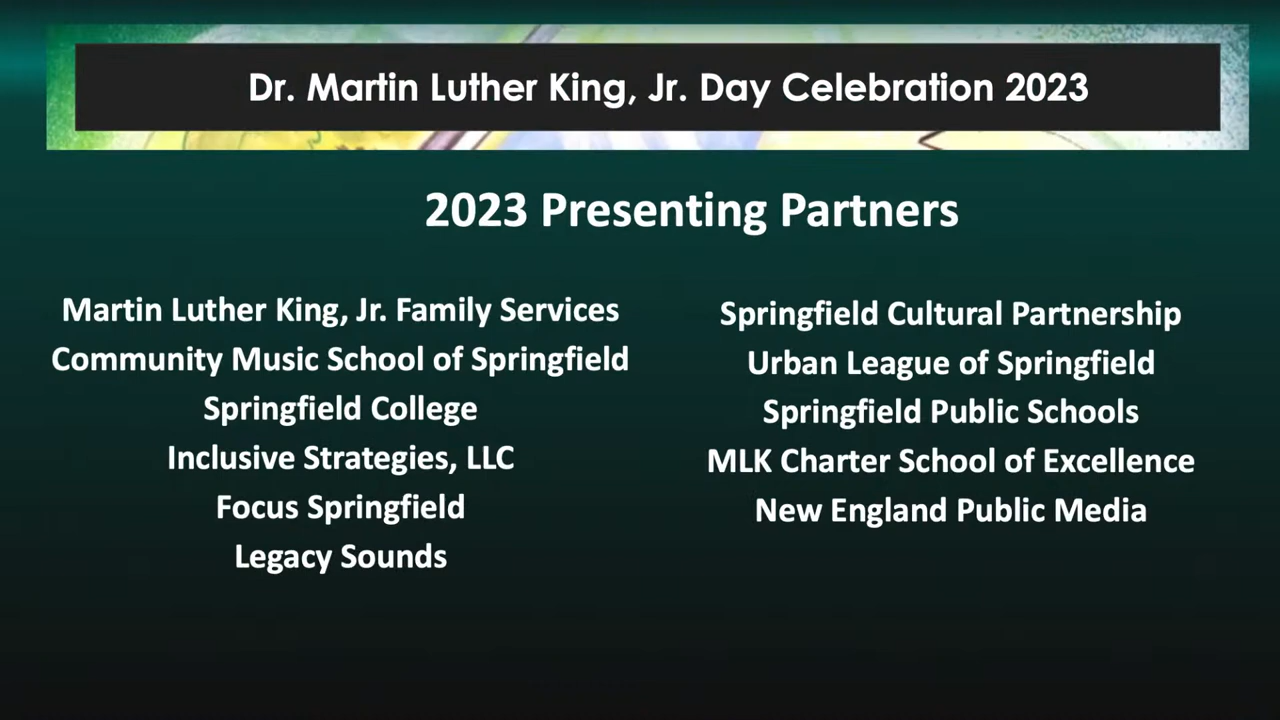 Dr. Martin Luther King, Jr. Day Celebration 2023
2023 Presenting Partners
Martin Luther King, Jr. Family Services
Community Music School of Springfield
Springfield College
Inclusive Strategies, LLC
Focus Springfield
Legacy Sounds
Springfield Cultural Partnership
Urban League of Springfield
Springfield Public Schools
MLK Charter School of Excellence
New England Public Media